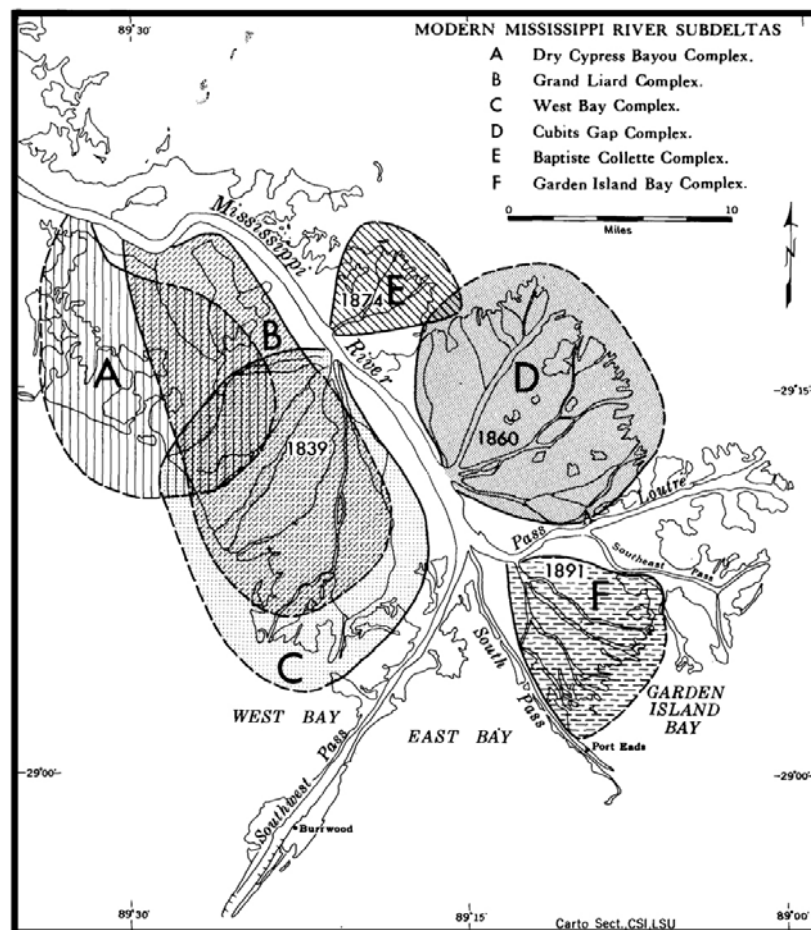 MODERN MISSISSIPPI RIVER SUBDELTAS
A Dry Cypress Bayou Complex.
B Grand Liard Complex.
C West Bay Complex.
D Cubits Gap Complex.
E Baptiste Collette Complex.
F Garden Island Bay Complex.
0 10
Miles
N
89°30'
89°15'
Mississippi
River
1874
E
B
A
D
-29°15'
1839
1860
Pass A Loutre
Southeast Pass
1891
F
C
South Pass
WEST BAY
EAST BAY
GARDEN
ISLAND
BAY
Port Eads
-29°00'
-29°00'
Southwest Pass
Burrwood
89°30'
89°15'
89°00'
Carto Sect.,CSI,LSU